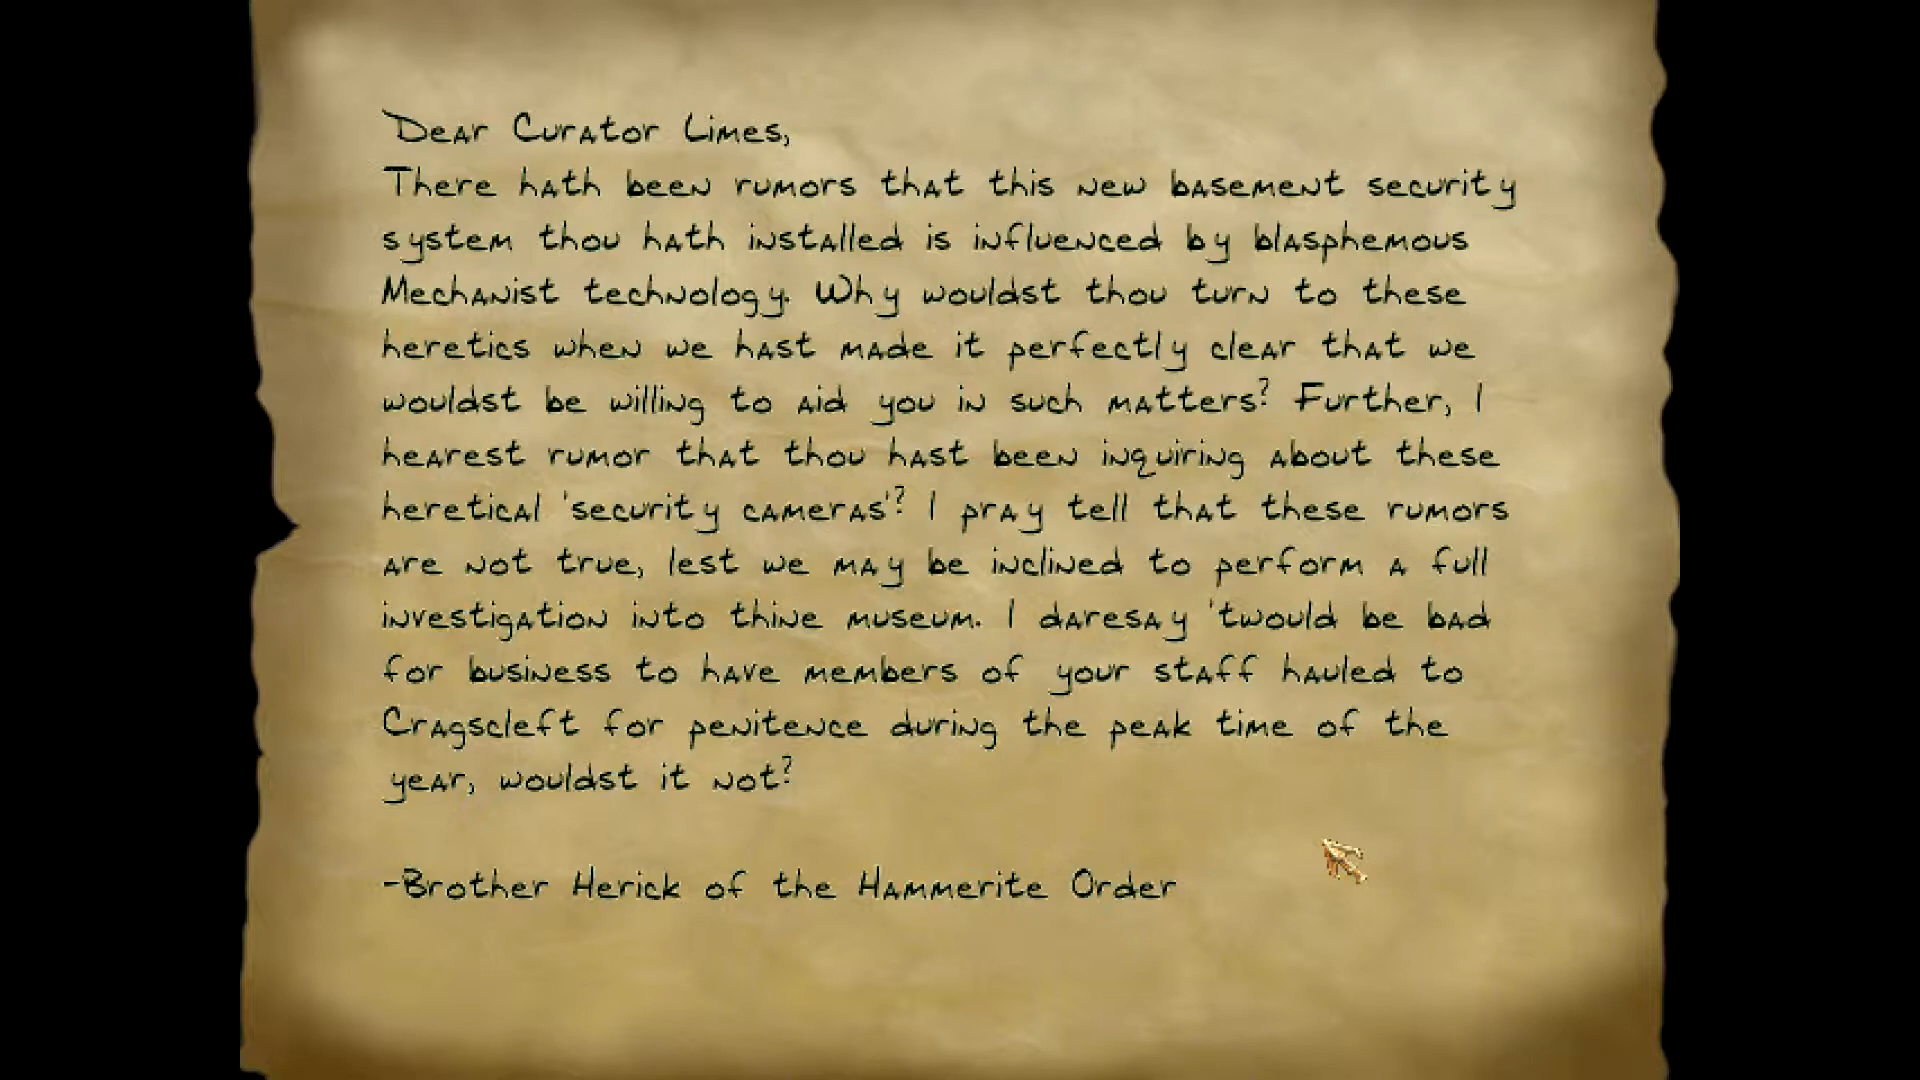 Dear Curator Limes,
There hath been rumors that this new basement security
system thou hath installed is influenced by blasphemous
Mechanist technology. Why wouldst thou turn to these
heretics when we hast made it perfectly clear that we
wouldst be willing to aid you in such matters? Further, I
hearest rumor that thou hast been inquiring about these
heretical 'security cameras'? I pray tell that these rumors
are not true, lest we may be inclined to perform a full
investigation into thine museum. I daresay 'twould be bad
for business to have members of your staff hauled to
Cragscleft for penitence during the peak time of the
year, wouldst it not?
-Brother Herick of the Hammerite Order